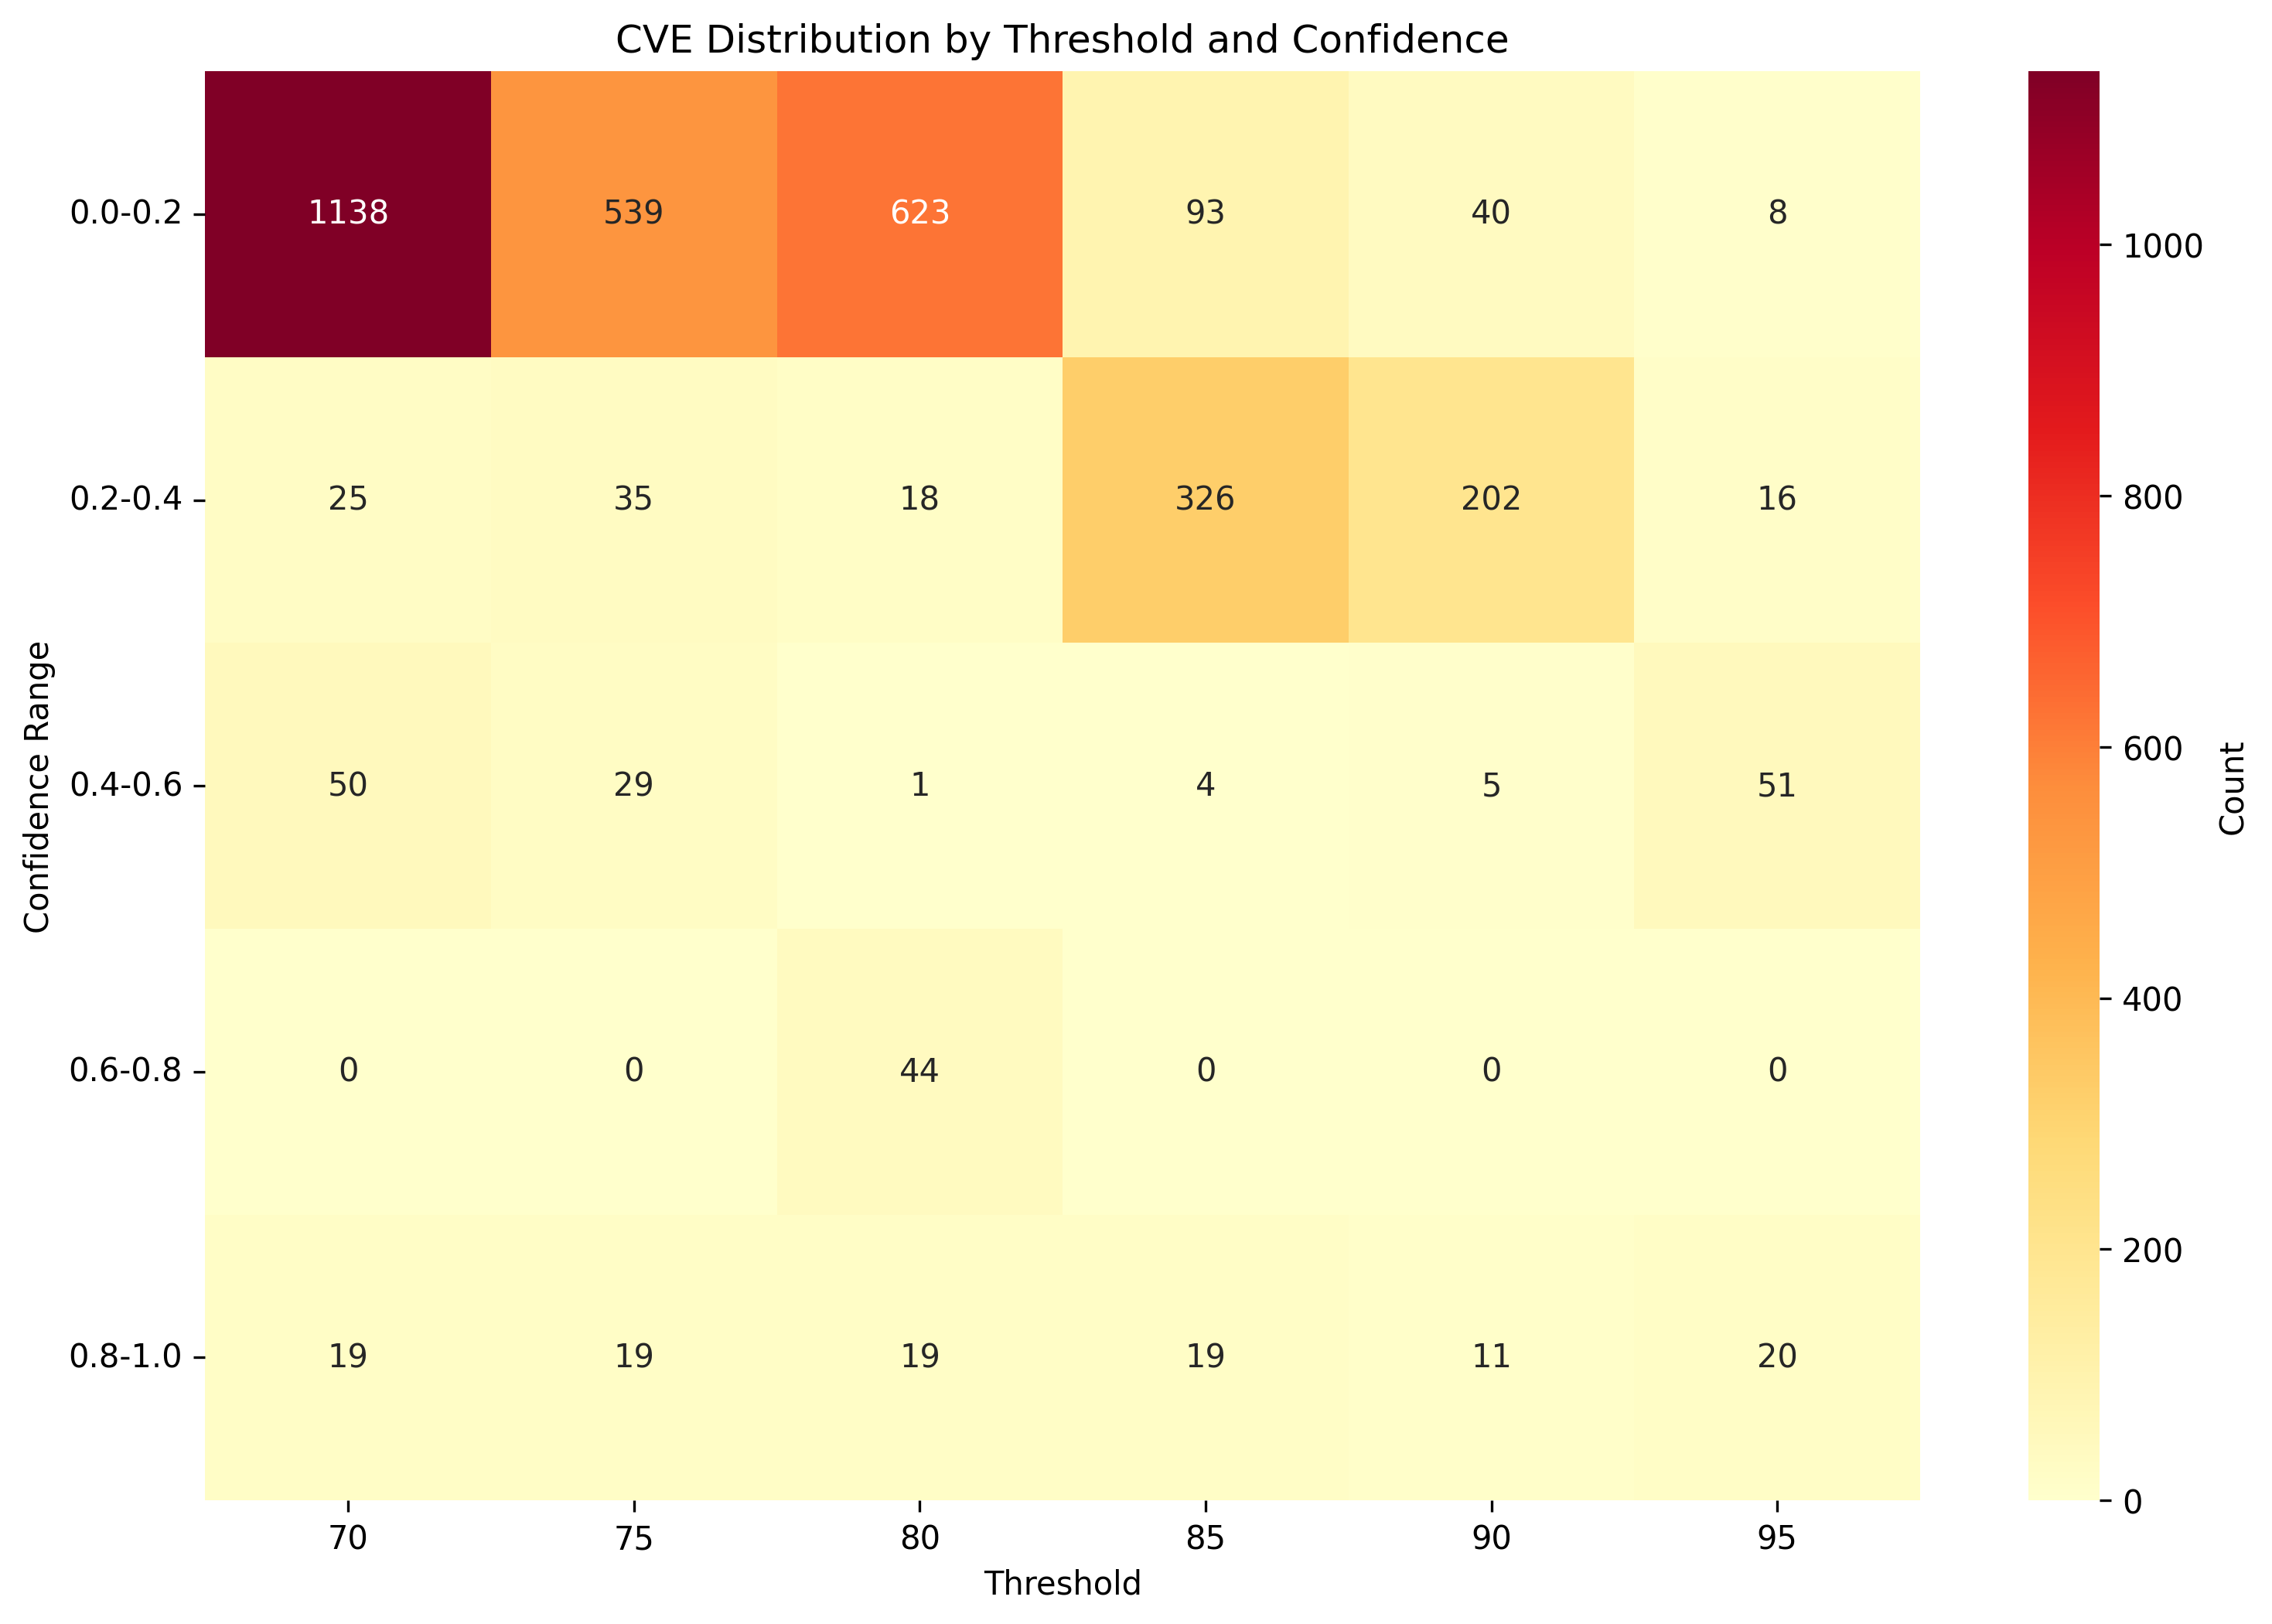 CVE Distribution by Threshold and Confidence
Confidence Range
0.0-0.2 1138 539 623 93 40 8
0.2-0.4 25 35 18 326 202 16
0.4-0.6 50 29 1 4 5 51
0.6-0.8 0 0 44 0 0 0
0.8-1.0 19 19 19 19 11 20
70 75 80 85 90 95
Threshold
1000
800
600
400
200
0
Count